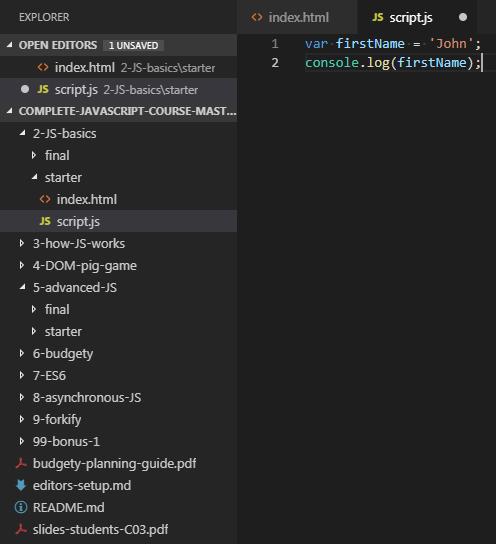 EXPLORER
OPEN EDITORS 1 UNSAVED
index.html 2-JS-basics\starter
JS script.js 2-JS-basics\starter
COMPLETE-JAVASCRIPT-COURSE-MAST...
2-JS-basics
final
starter
index.html
JS script.js
3-how-JS-works
4-DOM-pig-game
5-advanced-JS
final
starter
6-budgety
7-ES6
8-asynchronous-JS
9-forkify
99-bonus-1
budgety-planning-guide.pdf
editors-setup.md
README.md
slides-students-C03.pdf
index.html JS script.js
1 var firstName = 'John';
2 console.log(firstName);